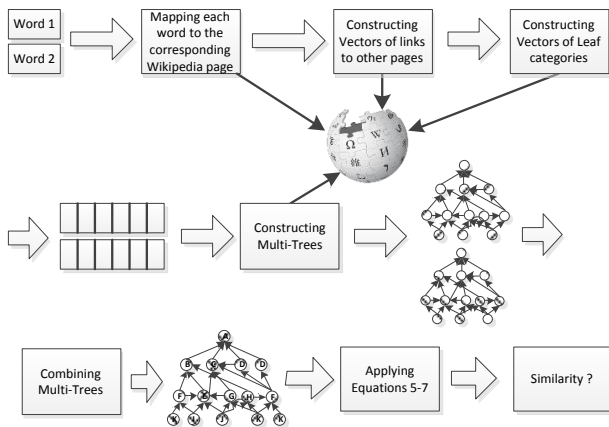 Word 1
Word 2
Mapping each
word to the
corresponding
Wikipedia page
Constructing
Vectors of links
to other pages
Constructing
Vectors of Leaf
categories
Ω
W
И
Constructing
Multi-Trees
Combining
Multi-Trees
A
B
D
D
F
G
H
F
K
J
K
K
Applying
Equations 5-7
Similarity ?